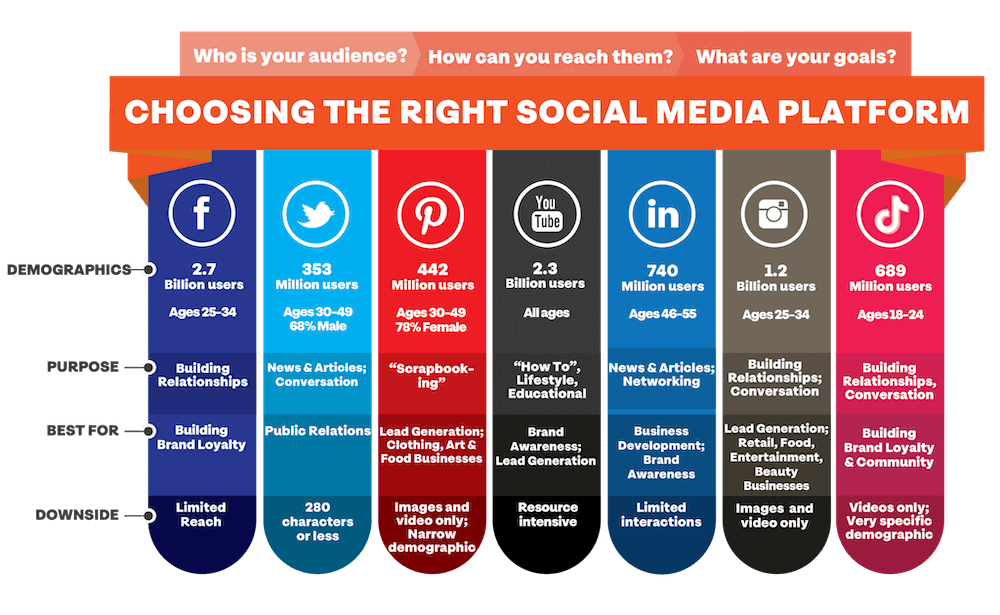 Who is your audience?
How can you reach them?
What are your goals?
CHOOSING THE RIGHT SOCIAL MEDIA PLATFORM
f
You
Tube
in
DEMOGRAPHICS
2.7
Billion users
Ages 25-34
353
Million users
Ages 30-49
68% Male
442
Million users
Ages 30-49
78% Female
2.3
Billion users
All ages
740
Million users
Ages 46-55
1.2
Billion users
Ages 25-34
689
Million users
Ages 18-24
PURPOSE
Building
Relationships
News & Articles;
Conversation
“Scrapbook-
ing”
“How To”,
Lifestyle,
Educational
News & Articles;
Networking
Building
Relationships;
Conversation
Building
Relationships,
Conversation
BEST FOR
Building
Brand Loyalty
Public Relations
Lead Generation;
Clothing, Art &
Food Businesses
Brand
Awareness;
Lead Generation
Business
Development;
Brand
Awareness
Lead Generation;
Retail, Food,
Entertainment,
Beauty
Businesses
Building
Brand Loyalty
& Community
DOWNSIDE
Limited
Reach
280
characters
or less
Images and
video only;
Narrow
demographic
Resource
intensive
Limited
interactions
Images and
video only
Videos only;
Very specific
demographic